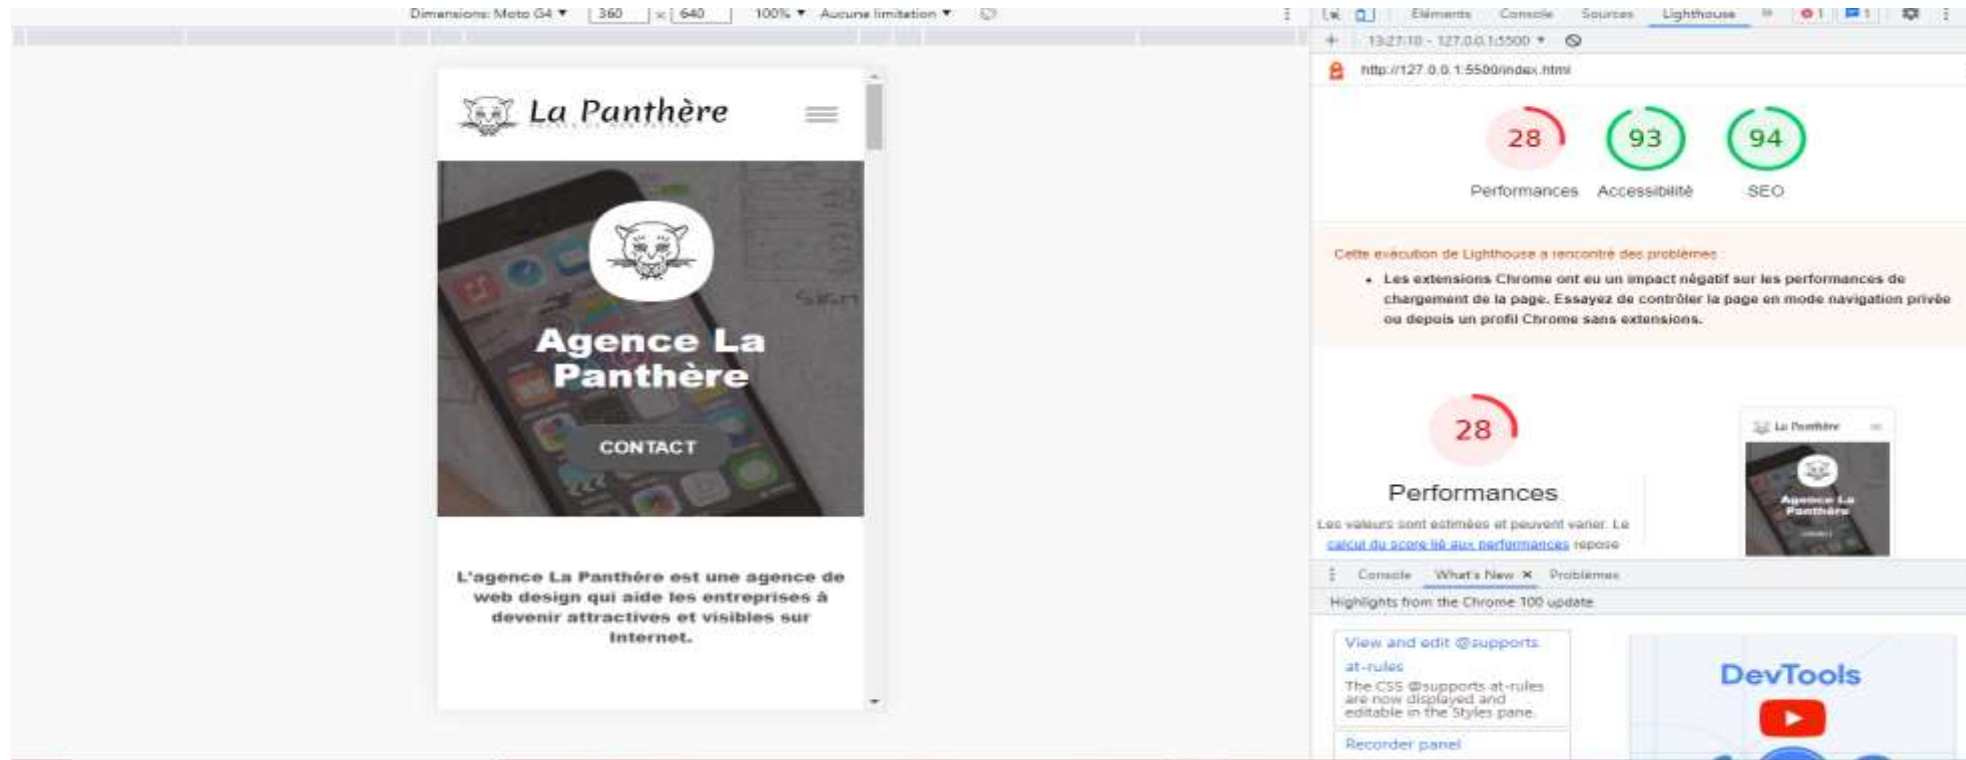 Dimensions: Moto G4 ▼ 360 × 640 100% ▼ Aucune limitation ▼
Eléments Console Sources Lighthouse » 1 1
+ 13:27:10 - 127.0.0.1:5500 ▼
http://127.0.0.1:5500/index.html
La Panthère
28 93 94
Performances Accessibilité SEO
Agence La
Panthère
CONTACT
L'agence La Panthère est une agence de
web design qui aide les entreprises à
devenir attractives et visibles sur
Internet.
Cette exécution de Lighthouse a rencontré des problèmes :
• Les extensions Chrome ont eu un impact négatif sur les performances de
chargement de la page. Essayez de contrôler la page en mode navigation privée
ou depuis un profil Chrome sans extensions.
28
Performances
Les valeurs sont estimées et peuvent varier. Le
calcul du score lié aux performances repose
La Panthère
Agence La
Panthère
Console What's New × Problèmes
Highlights from the Chrome 100 update
View and edit @supports
at-rules
The CSS @supports at-rules
are now displayed and
editable in the Styles pane.
Recorder panel
DevTools